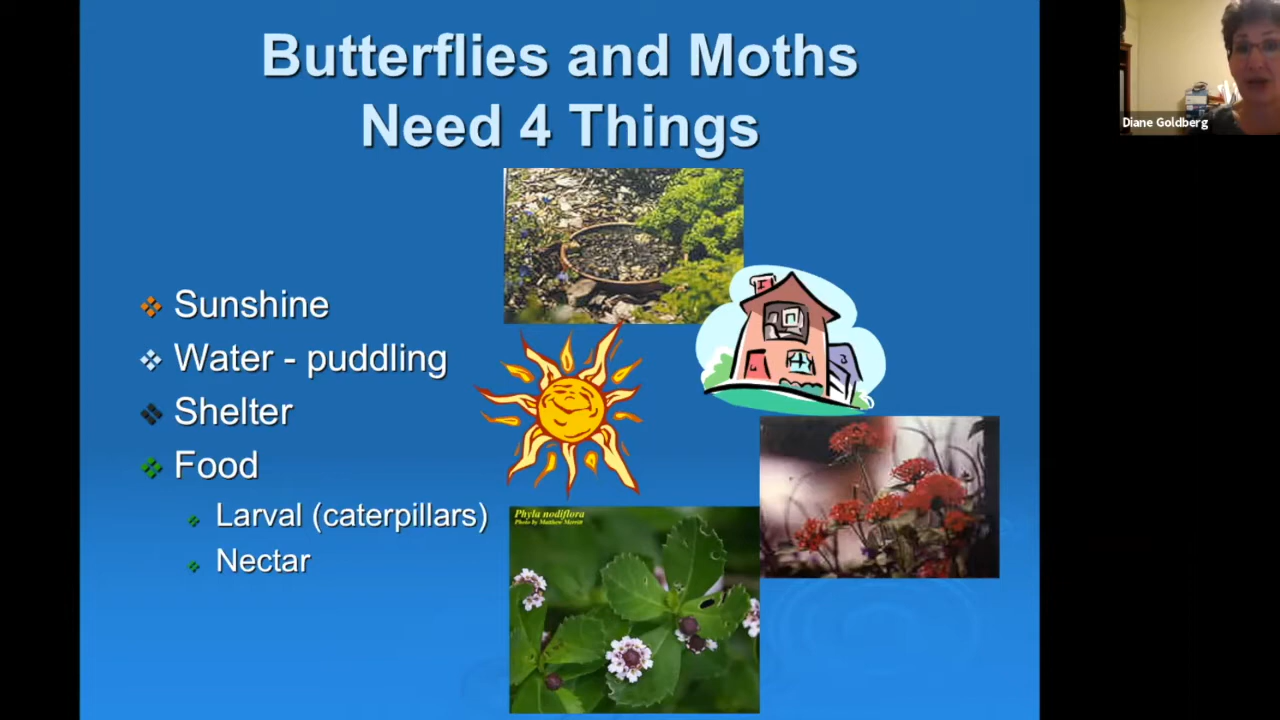 Butterflies and Moths
Need 4 Things
Sunshine
Water - puddling
Shelter
Food
Larval (caterpillars)
Nectar
Phyla nodiflora
Photo by Matthew Merritt
Diane Goldberg